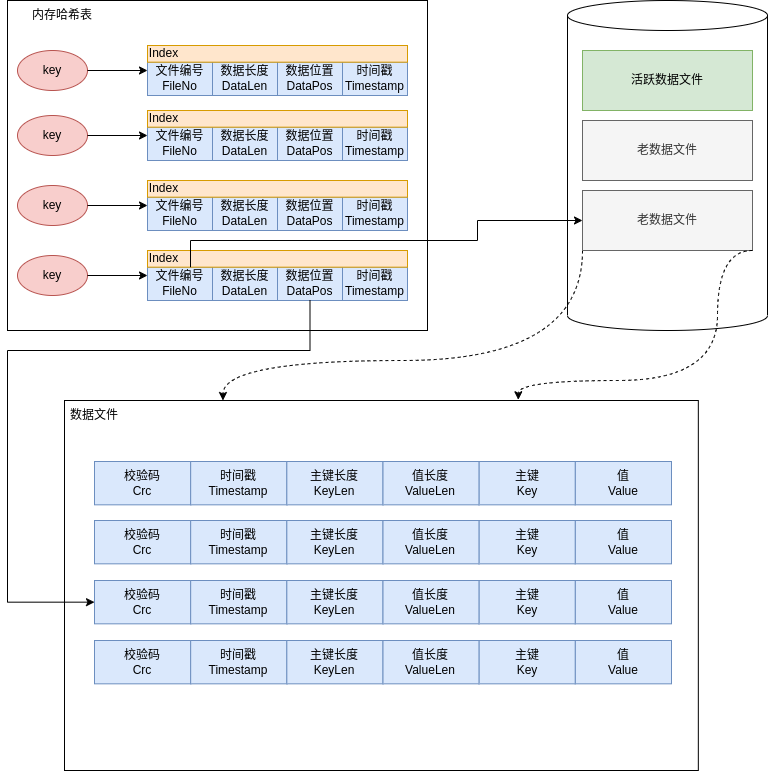 内存哈希表
key
Index
文件编号 数据长度 数据位置 时间戳
FileNo DataLen DataPos Timestamp
key
Index
文件编号 数据长度 数据位置 时间戳
FileNo DataLen DataPos Timestamp
key
Index
文件编号 数据长度 数据位置 时间戳
FileNo DataLen DataPos Timestamp
key
Index
文件编号 数据长度 数据位置 时间戳
FileNo DataLen DataPos Timestamp
活跃数据文件
老数据文件
老数据文件
数据文件
校验码 时间戳 主键长度 值长度 主键 值
Crc Timestamp KeyLen ValueLen Key Value
校验码 时间戳 主键长度 值长度 主键 值
Crc Timestamp KeyLen ValueLen Key Value
校验码 时间戳 主键长度 值长度 主键 值
Crc Timestamp KeyLen ValueLen Key Value
校验码 时间戳 主键长度 值长度 主键 值
Crc Timestamp KeyLen ValueLen Key Value